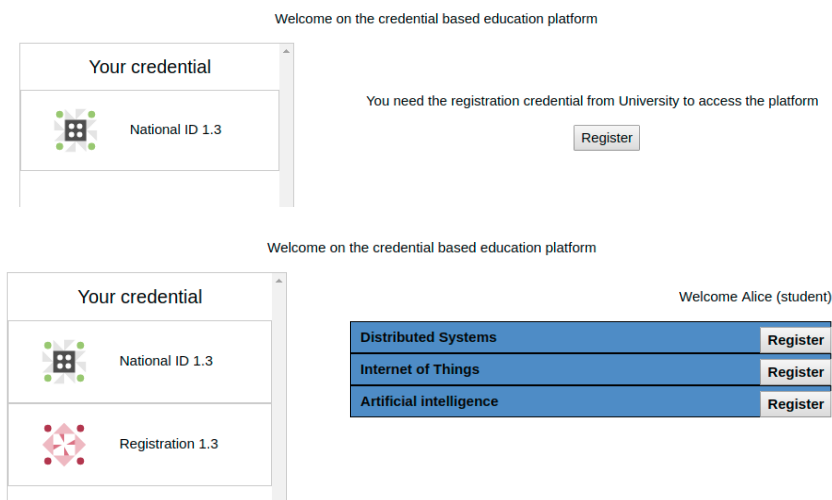 Welcome on the credential based education platform
Your credential
National ID 1.3
You need the registration credential from University to access the platform
Register
Welcome on the credential based education platform
Your credential
National ID 1.3
Registration 1.3
Welcome Alice (student)
Distributed Systems Register
Internet of Things Register
Artificial intelligence Register